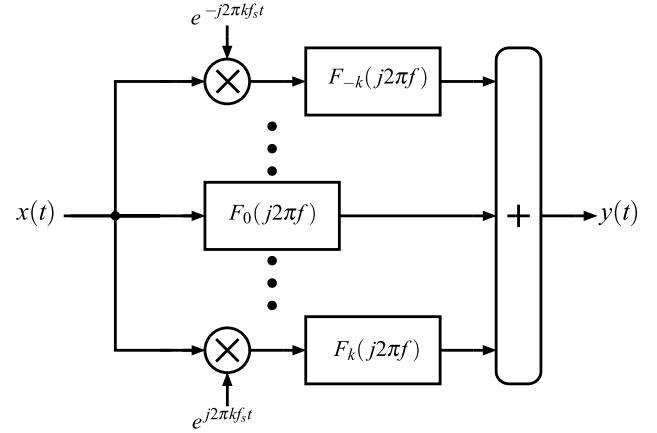 e^{-j2πkf_s t}
F_{-k}(j2πf)
x(t)
F_0(j2πf)
+
y(t)
F_k(j2πf)
e^{j2πkf_s t}